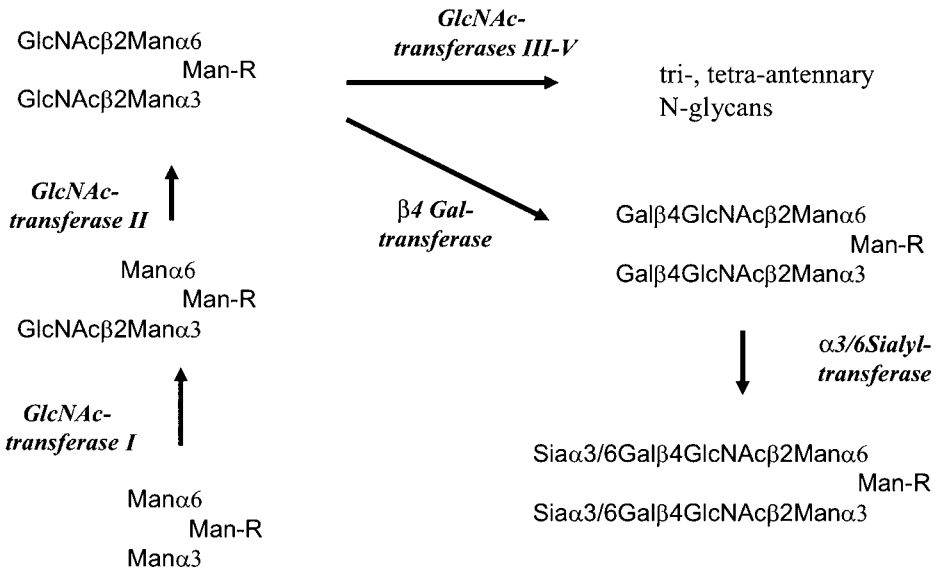 GlcNAcβ2Manα6
Man-R
GlcNAcβ2Manα3
GlcNAc-
transferases III-V
tri-, tetra-antennary
N-glycans
GlcNAc-
transferase II
β4 Gal-
transferase
Galβ4GlcNAcβ2Manα6
Man-R
Galβ4GlcNAcβ2Manα3
Manα6
Man-R
GlcNAcβ2Manα3
α3/6Sialyl-
transferase
GlcNAc-
transferase I
Siaα3/6Galβ4GlcNAcβ2Manα6
Man-R
Siaα3/6Galβ4GlcNAcβ2Manα3
Manα6
Man-R
Manα3